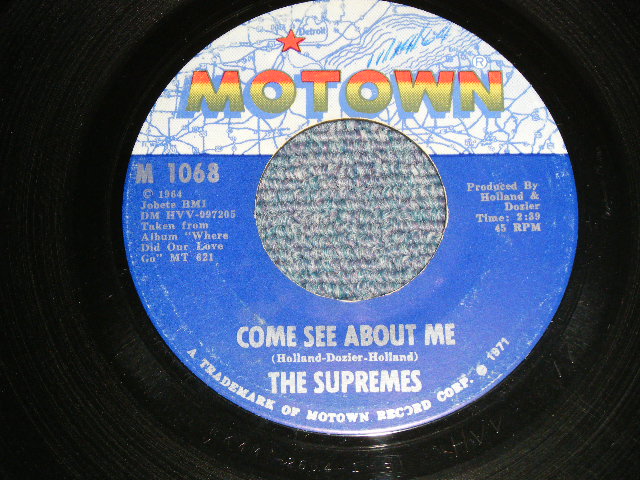 Detroit
MOTOWN®
M 1068
© 1964
Jobete BMI
DM HVV-097205
Taken from
Album "Where
Did Our Love
Go" MT 621
Produced By
Holland &
Dozier
Time: 2:39
45 RPM
COME SEE ABOUT ME
(Holland-Dozier-Holland)
THE SUPREMES
A TRADEMARK OF MOTOWN RECORD CORP. © 1971